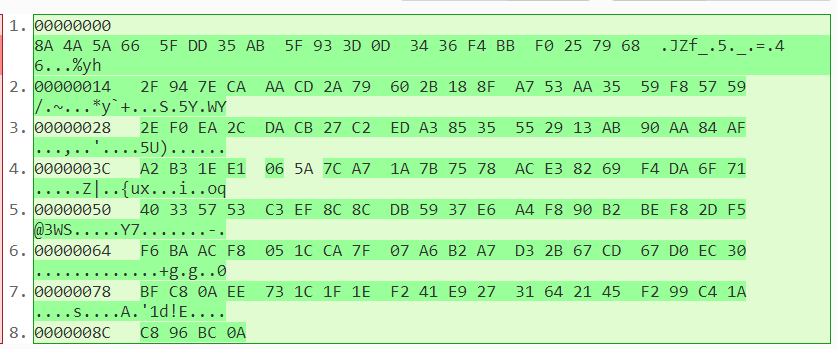 1. 00000000
8A 4A 5A 66 5F DD 35 AB 5F 93 3D 0D 34 36 F4 BB F0 25 79 68 .JZf_.5._.=.4
6...%yh
2. 00000014 2F 94 7E CA AA CD 2A 79 60 2B 18 8F A7 53 AA 35 59 F8 57 59
/.~...*y`+...S.5Y.WY
3. 00000028 2E F0 EA 2C DA CB 27 C2 ED A3 85 35 55 29 13 AB 90 AA 84 AF
...,..'....5U)......
4. 0000003C A2 B3 1E E1 06 5A 7C A7 1A 7B 75 78 AC E3 82 69 F4 DA 6F 71
.....Z|..{ux...i..oq
5. 00000050 40 33 57 53 C3 EF 8C 8C DB 59 37 E6 A4 F8 90 B2 BE F8 2D F5
@3WS.....Y7.......-.
6. 00000064 F6 BA AC F8 05 1C CA 7F 07 A6 B2 A7 D3 2B 67 CD 67 D0 EC 30
.............+g.g..0
7. 00000078 BF C8 0A EE 73 1C 1F 1E F2 41 E9 27 31 64 21 45 F2 99 C4 1A
....s....A.'1d!E....
8. 0000008C C8 96 BC 0A